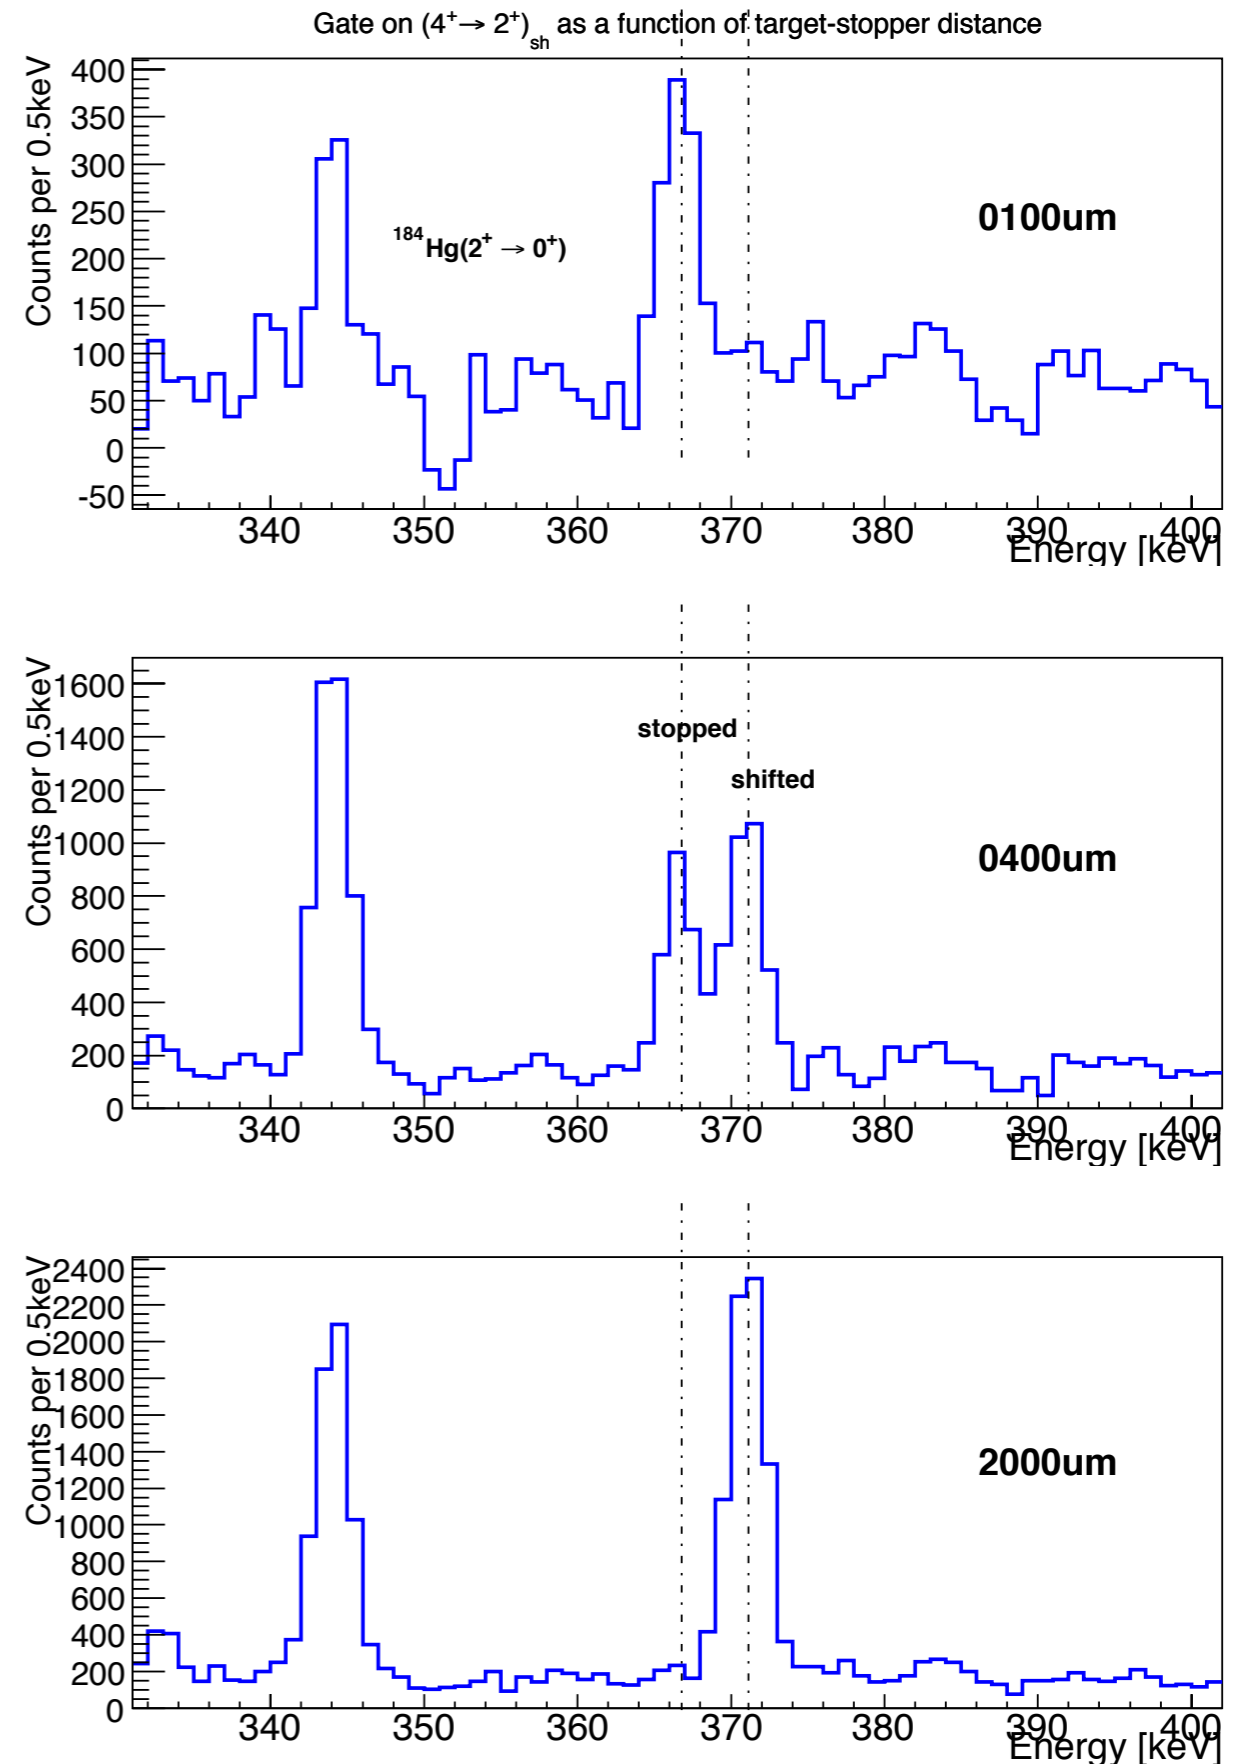 Gate on (4⁺→ 2⁺)sh as a function of target-stopper distance
Counts per 0.5keV
400
350
300
250
200
150
100
50
0
-50
¹⁸⁴Hg(2⁺ → 0⁺)
0100um
340 350 360 370 380 390 400
Energy [keV]
Counts per 0.5keV
1600
1400
1200
1000
800
600
400
200
0
stopped
shifted
0400um
340 350 360 370 380 390 400
Energy [keV]
Counts per 0.5keV
2400
2200
2000
1800
1600
1400
1200
1000
800
600
400
200
0
2000um
340 350 360 370 380 390 400
Energy [keV]